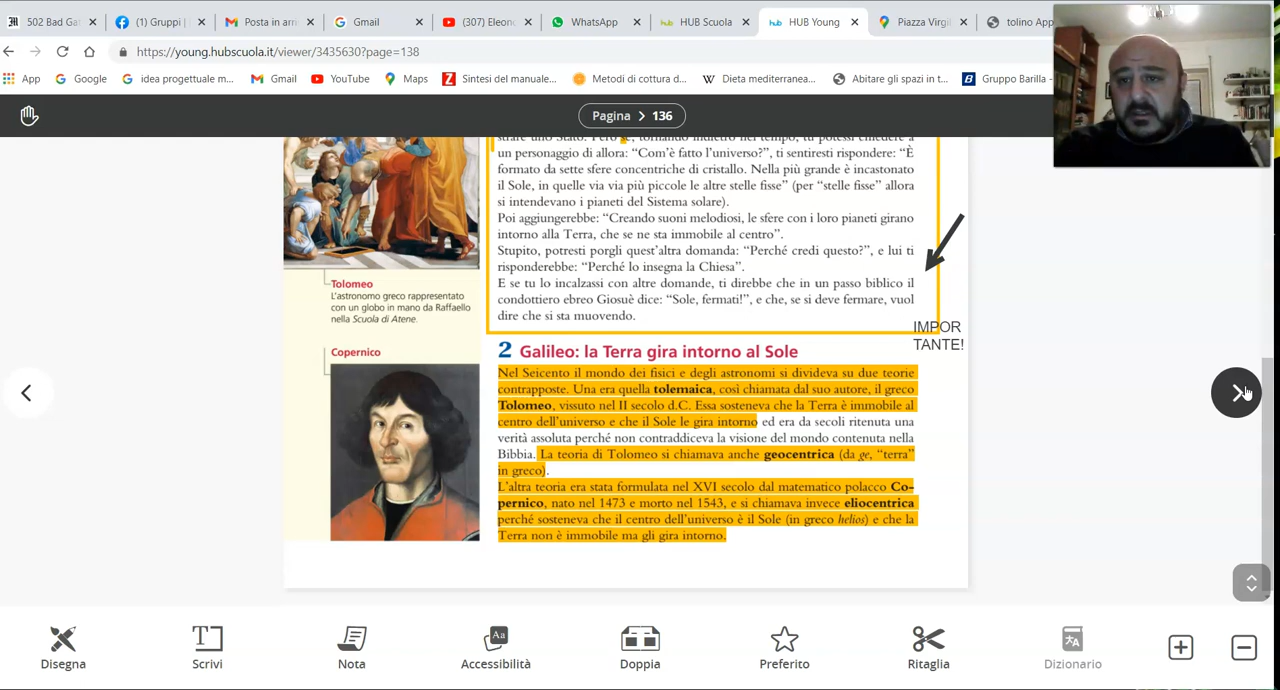 502 Bad Ga
(1) Gruppi |
Posta in arri
Gmail
(307) Eleon
WhatsApp
HUB Scuola
HUB Young
Piazza Virgil
tolino App
https://young.hubscuola.it/viewer/3435630?page=138
App
Google
idea progettuale m...
Gmail
YouTube
Maps
Sintesi del manuale...
Metodi di cottura d...
Dieta mediterranea...
Abitare gli spazi in t...
Gruppo Barilla -
Pagina > 136
strare uno Stato. Però se, tornando indietro nel tempo, tu potessi chiedere a
un personaggio di allora: “Com’è fatto l’universo?”, ti sentiresti rispondere: “È
formato da sette sfere concentriche di cristallo. Nella più grande è incastonato
il Sole, in quelle via via più piccole le altre stelle fisse” (per “stelle fisse” allora
si intendevano i pianeti del Sistema solare).
Poi aggiungerebbe: “Creando suoni melodiosi, le sfere con i loro pianeti girano
intorno alla Terra, che se ne sta immobile al centro”.
Stupito, potresti porgli quest’altra domanda: “Perché credi questo?”, e lui ti
risponderebbe: “Perché lo insegna la Chiesa”.
E se tu lo incalzassi con altre domande, ti direbbe che in un passo biblico il
condottiero ebreo Giosuè dice: “Sole, fermati!”, e che, se si deve fermare, vuol
dire che si sta muovendo.
IMPOR
TANTE!
Tolomeo
L’astronomo greco rappresentato
con un globo in mano da Raffaello
nella Scuola di Atene.
Copernico
2 Galileo: la Terra gira intorno al Sole
Nel Seicento il mondo dei fisici e degli astronomi si divideva su due teorie
contrapposte. Una era quella tolemaica, così chiamata dal suo autore, il greco
Tolomeo, vissuto nel II secolo d.C. Essa sosteneva che la Terra è immobile al
centro dell’universo e che il Sole le gira intorno ed era da secoli ritenuta una
verità assoluta perché non contraddiceva la visione del mondo contenuta nella
Bibbia. La teoria di Tolomeo si chiamava anche geocentrica (da ge, “terra”
in greco).
L’altra teoria era stata formulata nel XVI secolo dal matematico polacco Co-
pernico, nato nel 1473 e morto nel 1543, e si chiamava invece eliocentrica
perché sosteneva che il centro dell’universo è il Sole (in greco helios) e che la
Terra non è immobile ma gli gira intorno.
Disegna
Scrivi
Nota
Accessibilità
Doppia
Preferito
Ritaglia
Dizionario